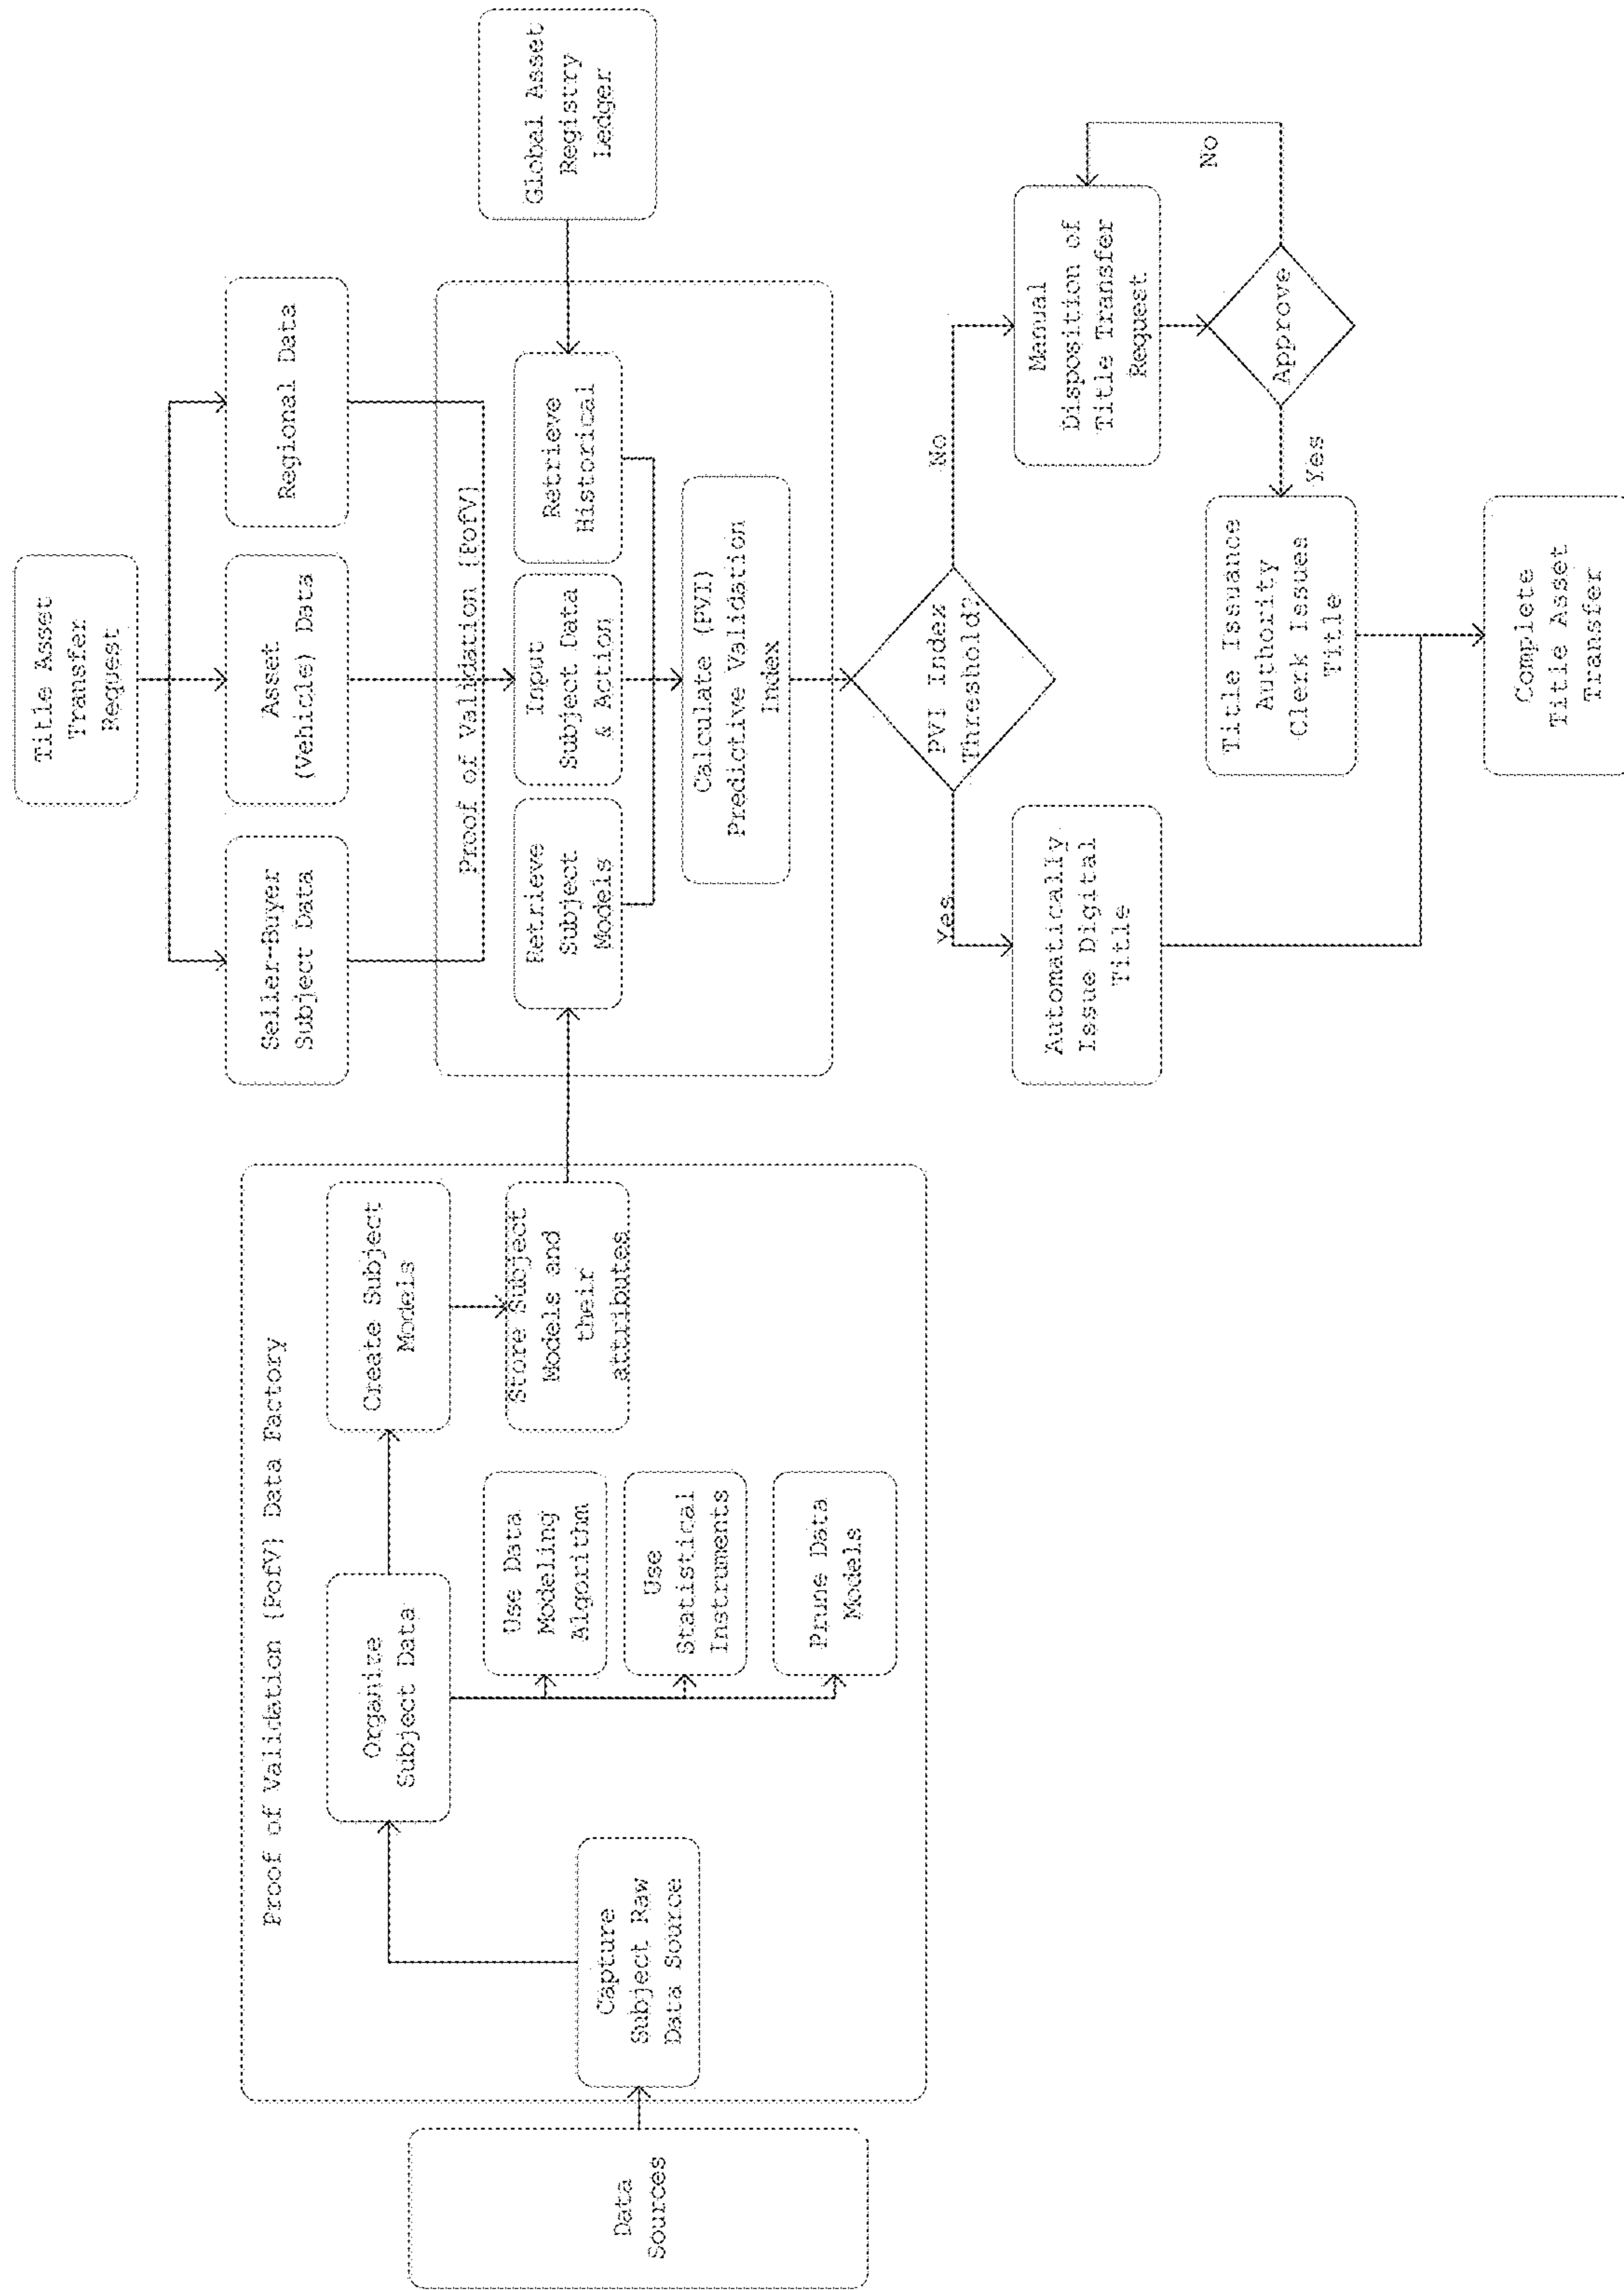 Title Asset
Transfer
Request
Seller-Buyer
Subject Data
Asset
(Vehicle) Data
Regional Data
Proof of Validation (PofV) Data Factory
Data
Sources
Capture
Subject Raw
Data Source
Organize
Subject Data
Use Data
Modeling
Algorithm
Use
Statistical
Instruments
Prune Data
Models
Create Subject
Models
Store Subject
Models and
their
attributes
Proof of Validation (PofV)
Retrieve
Subject
Models
Input
Subject Data
& Action
Retrieve
Historical
Global Asset
Registry
Ledger
Calculate (PVI)
Predictive Validation
Index
PVI Index
Threshold?
Yes
No
Automatically
Issue Digital
Title
Manual
Disposition of
Title Transfer
Request
Approve
No
Yes
Title Issuance
Authority
Clerk Issues
Title
Complete
Title Asset
Transfer